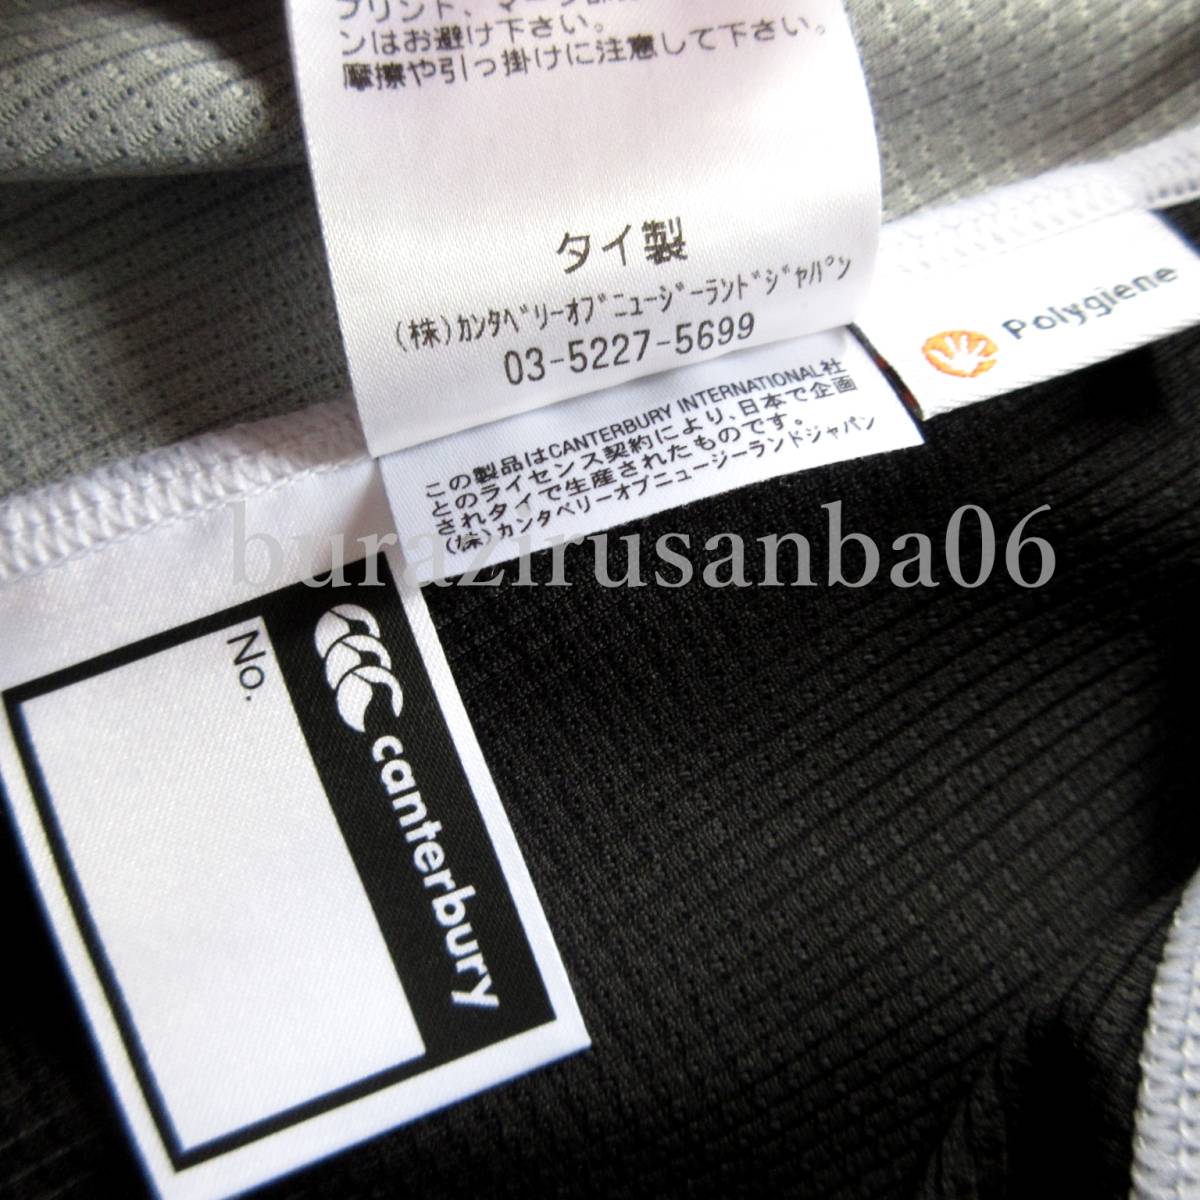 プリント、マーク部
ンはお避け下さい。
摩擦や引っ掛けに注意して下さい。
タイ製
(株)ｶﾝﾀﾍﾞﾘｰｵﾌﾞﾆｭｰｼﾞｰﾗﾝﾄﾞｼﾞｬﾊﾟﾝ
03-5227-5699
Polygiene
この製品はCANTERBURY INTERNATIONAL社
とのライセンス契約により、日本で企画
されタイで生産されたものです。
(株)カンタベリーオブニュージーランドジャパン
burazirusanba06
No.
canterbury